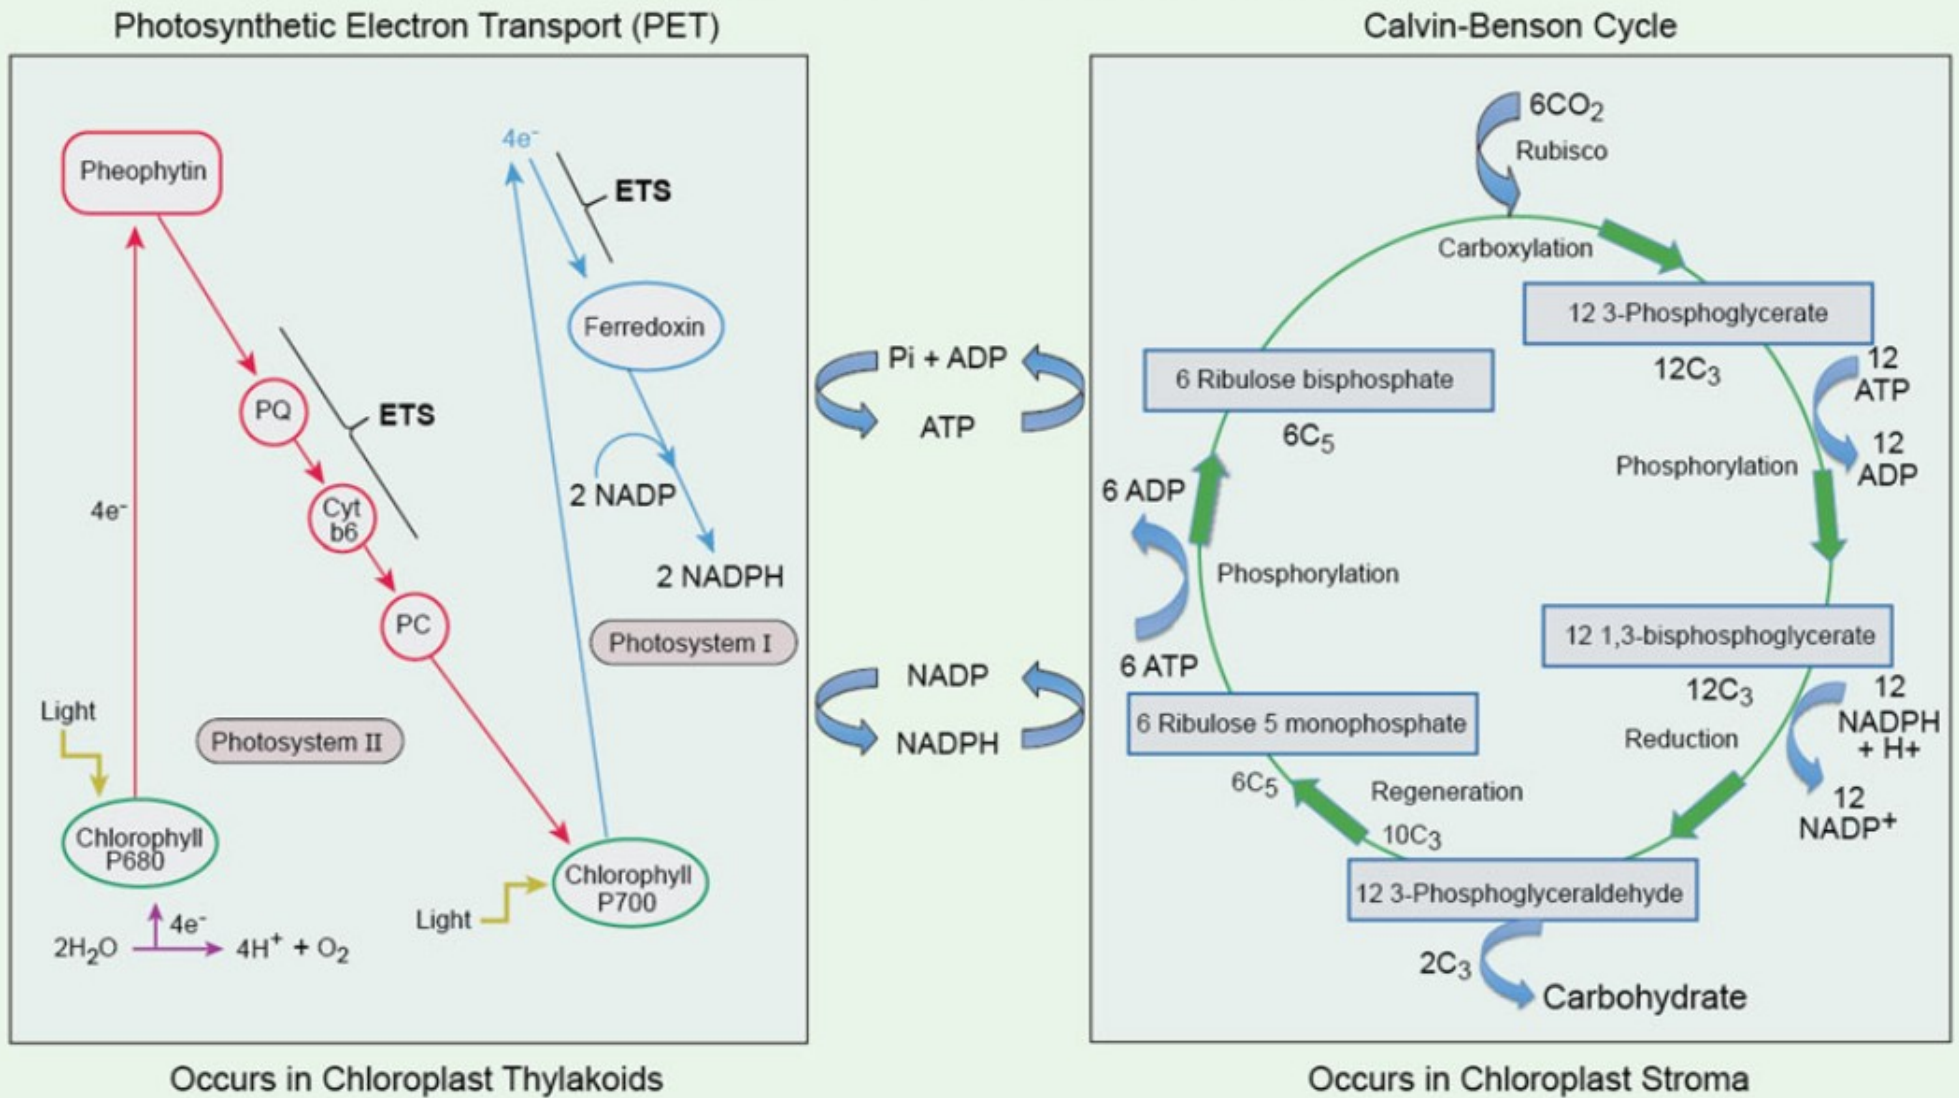 Photosynthetic Electron Transport (PET)
Pheophytin
4e⁻
ETS
Ferredoxin
PQ
ETS
Cyt
b6
2 NADP
4e⁻
2 NADPH
PC
Photosystem I
Light
Photosystem II
Chlorophyll
P680
Chlorophyll
P700
Light
4e⁻
2H₂O
4H⁺ + O₂
Occurs in Chloroplast Thylakoids
Pi + ADP
ATP
NADP
NADPH
Calvin-Benson Cycle
6CO₂
Rubisco
Carboxylation
12 3-Phosphoglycerate
12C₃
12
ATP
12
ADP
Phosphorylation
12 1,3-bisphosphoglycerate
12C₃
12
NADPH
+ H+
Reduction
12
NADP⁺
12 3-Phosphoglyceraldehyde
2C₃
Carbohydrate
10C₃
Regeneration
6C₅
6 Ribulose 5 monophosphate
6 ATP
Phosphorylation
6 ADP
6 Ribulose bisphosphate
6C₅
Occurs in Chloroplast Stroma